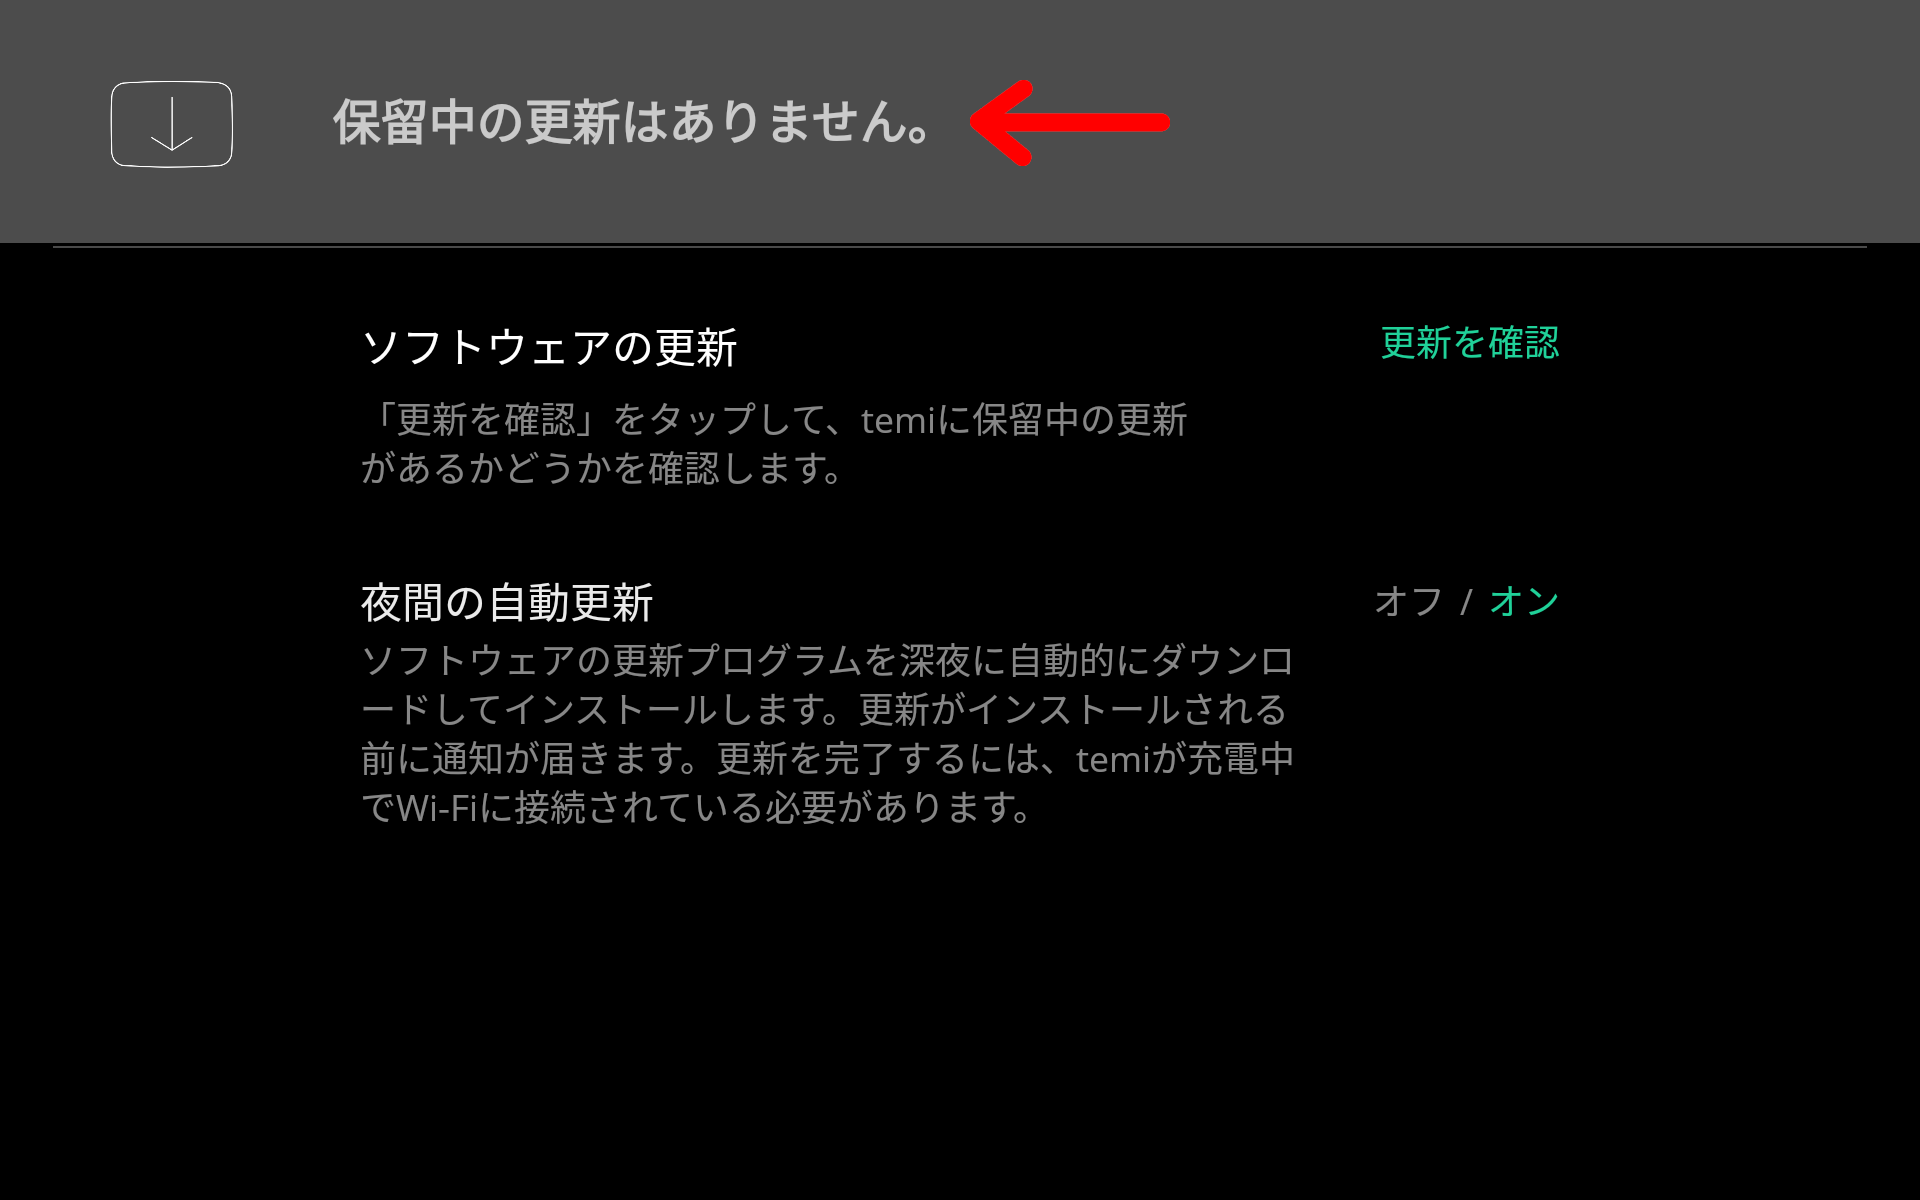 保留中の更新はありません。
ソフトウェアの更新
更新を確認
「更新を確認」をタップして、temiに保留中の更新
があるかどうかを確認します。
夜間の自動更新
オフ / オン
ソフトウェアの更新プログラムを深夜に自動的にダウンロ
ードしてインストールします。更新がインストールされる
前に通知が届きます。更新を完了するには、temiが充電中
でWi-Fiに接続されている必要があります。